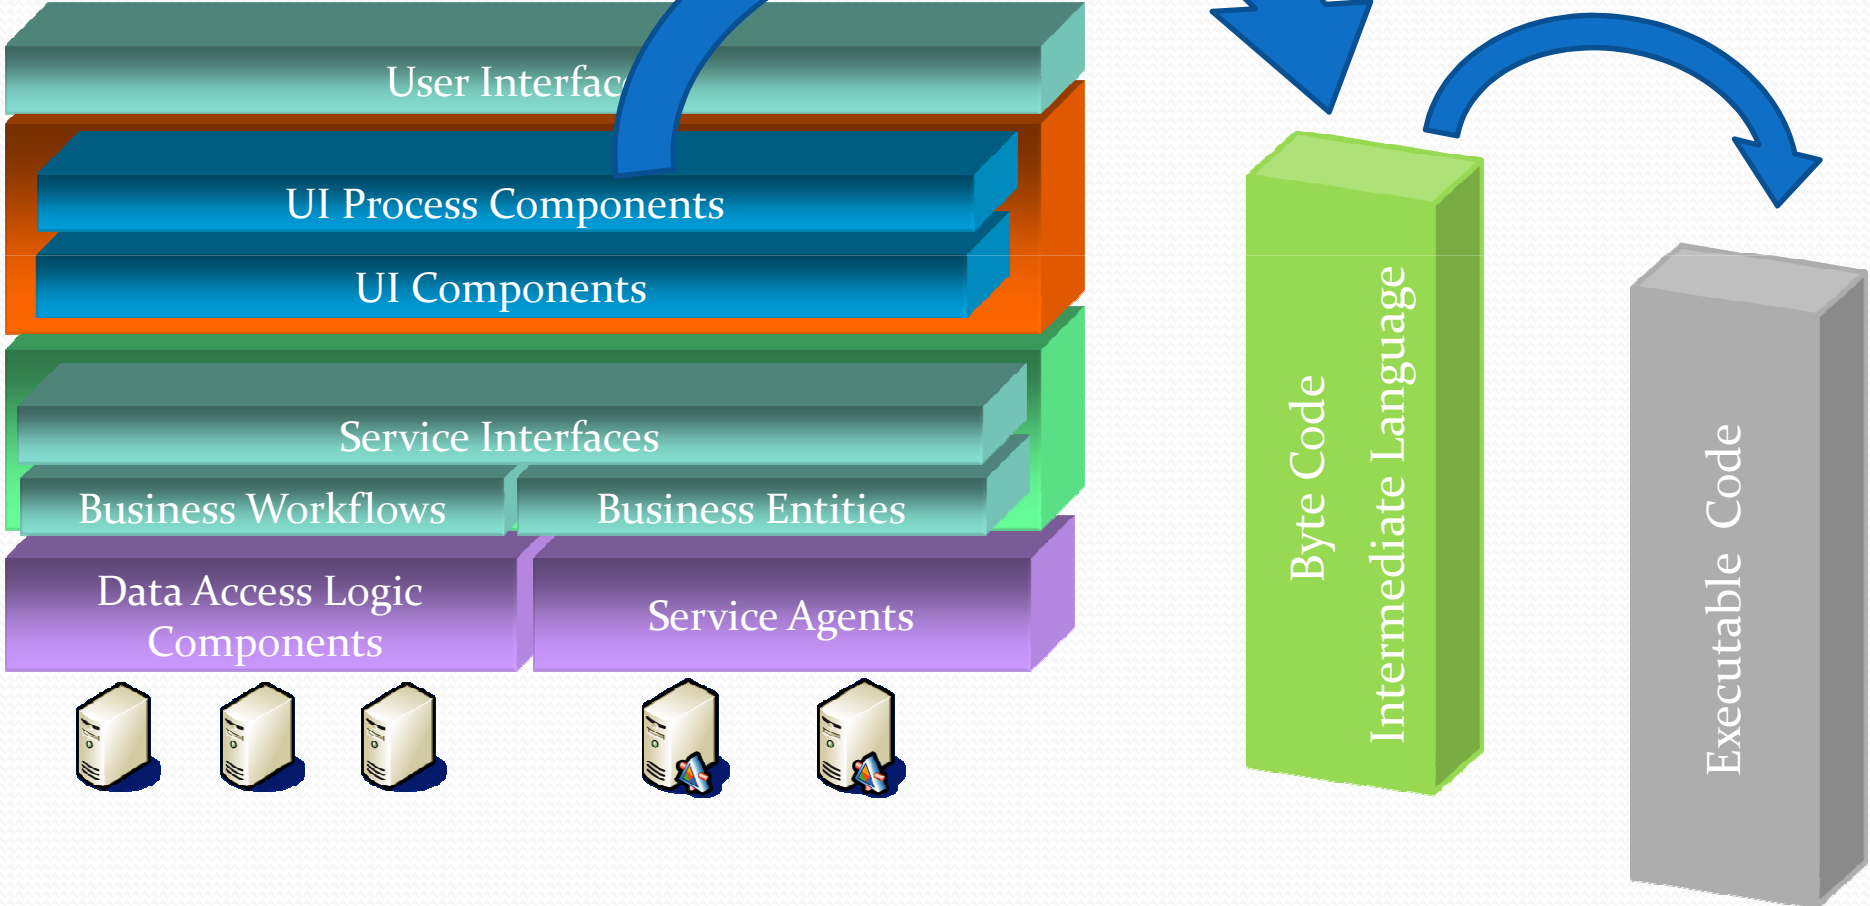 User Interfac
UI Process Components
UI Components
Service Interfaces
Business Workflows
Business Entities
Data Access Logic
Components
Service Agents
Byte Code
Intermediate Language
Executable Code